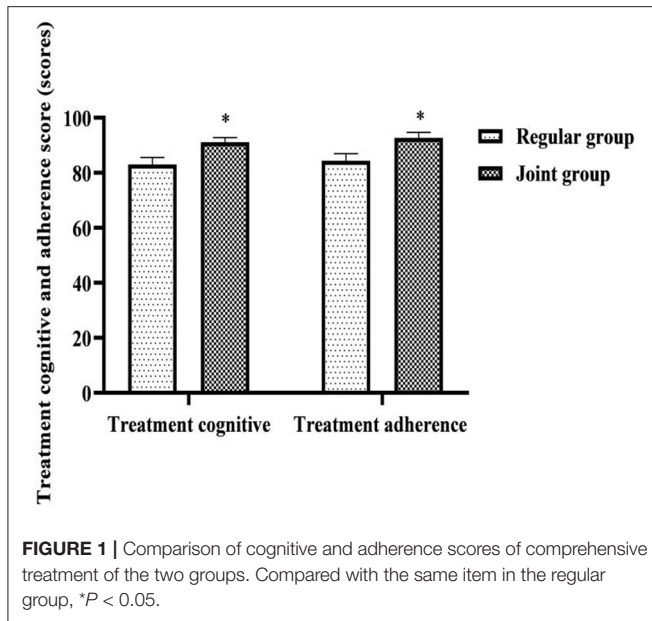 Treatment cognitive and adherence score (scores)
100
80
60
40
20
0
*
*
Treatment cognitive
Treatment adherence
Regular group
Joint group
FIGURE 1 | Comparison of cognitive and adherence scores of comprehensive
treatment of the two groups. Compared with the same item in the regular
group, *P < 0.05.